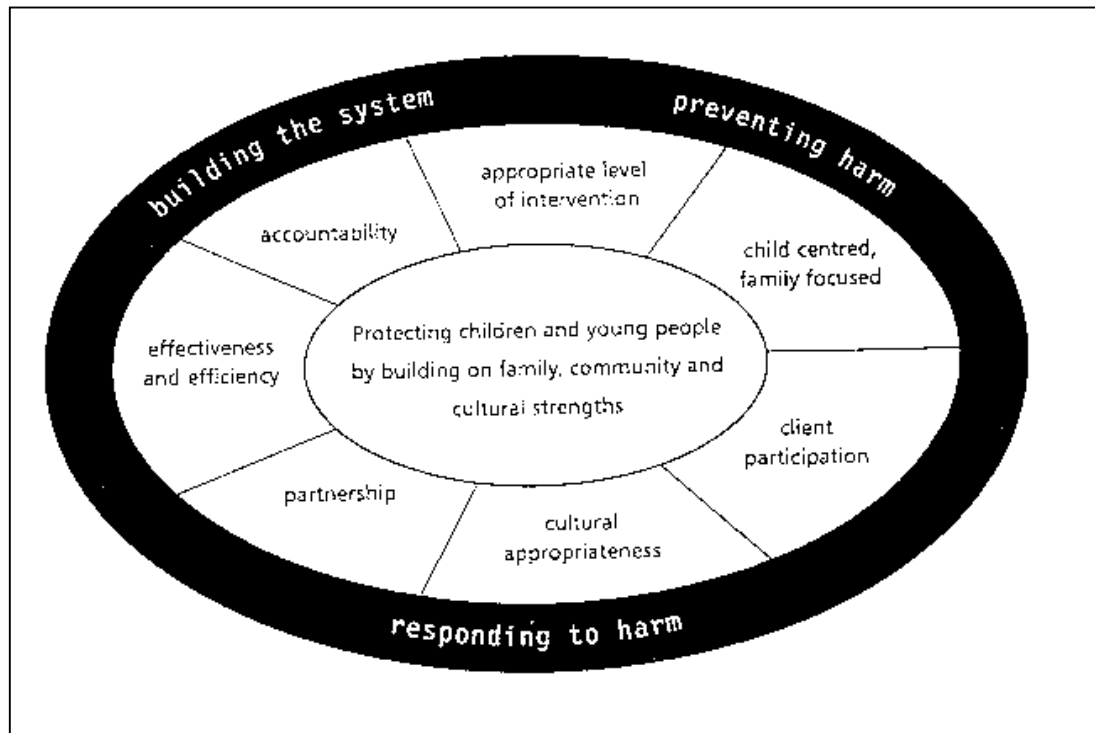 building the system
preventing harm
appropriate level
of intervention
accountability
child centred,
family focused
effectiveness
and efficiency
Protecting children and young people
by building on family, community and
cultural strengths
client
participation
partnership
cultural
appropriateness
responding to harm